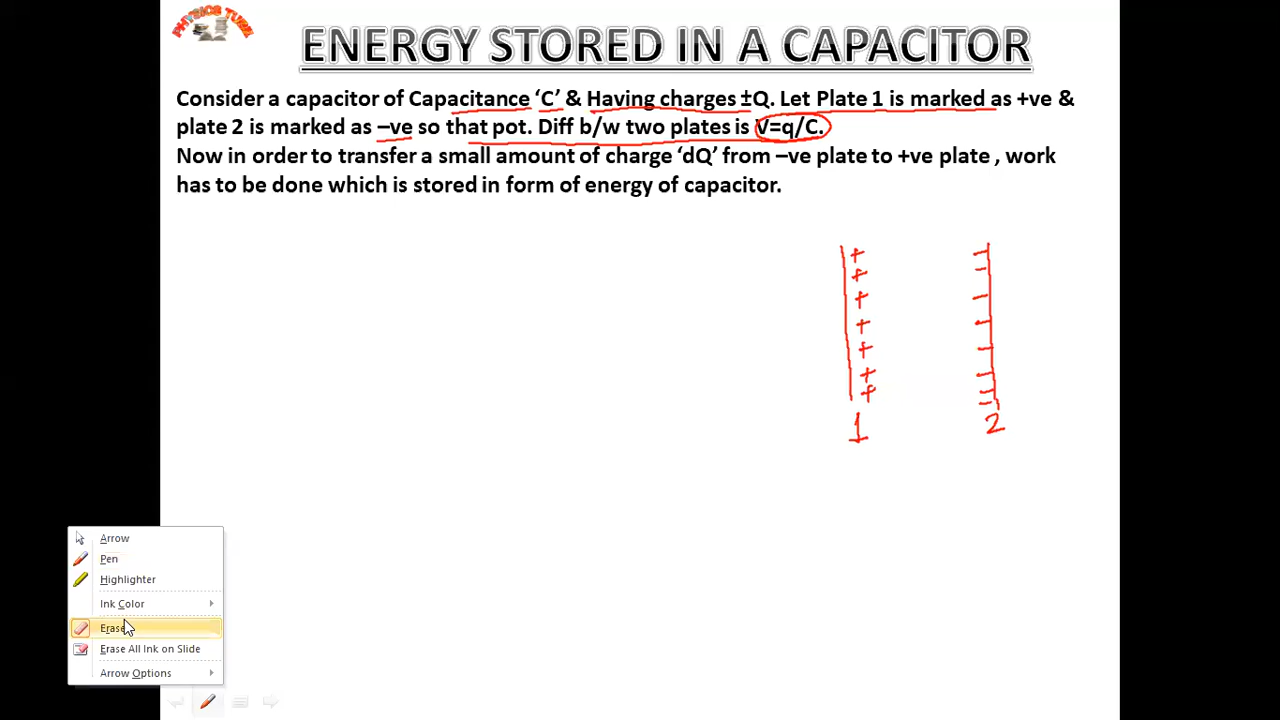 PHYSICS TUBE
ENERGY STORED IN A CAPACITOR
Consider a capacitor of Capacitance ‘C’ & Having charges ±Q. Let Plate 1 is marked as +ve &
plate 2 is marked as –ve so that pot. Diff b/w two plates is V=q/C.
Now in order to transfer a small amount of charge ‘dQ’ from –ve plate to +ve plate , work
has to be done which is stored in form of energy of capacitor.
+ –
+ –
+ –
+ –
+ –
+ –
+ –
–
1 2
Arrow
Pen
Highlighter
Ink Color
Erase
Erase All Ink on Slide
Arrow Options